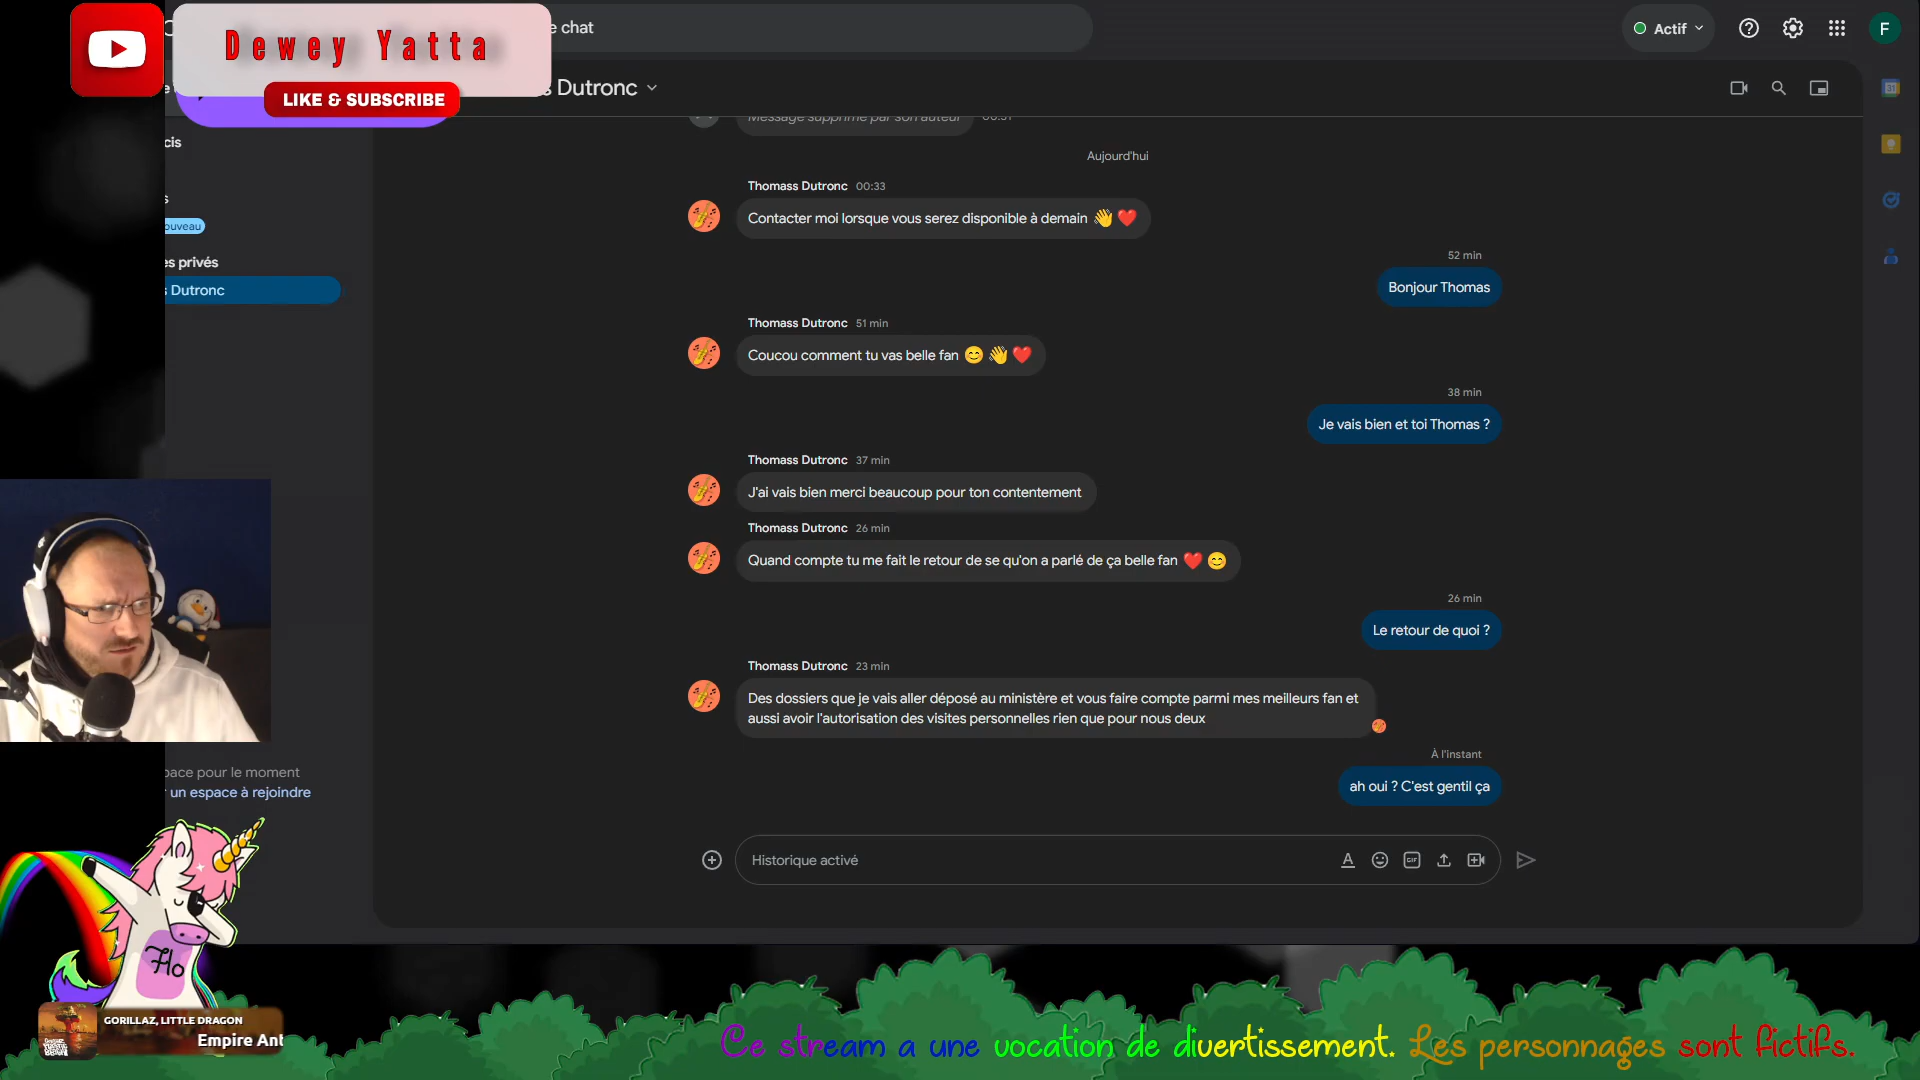 e chat
Actif
F
Dewey Yatta
LIKE & SUBSCRIBE
s Dutronc
Message supprimé par son auteur 00:31
cis
Aujourd'hui
s
ouveau
es privés
s Dutronc
Thomass Dutronc 00:33
Contacter moi lorsque vous serez disponible à demain 👋 ❤️
52 min
Bonjour Thomas
Thomass Dutronc 51 min
Coucou comment tu vas belle fan 😊 👋 ❤️
38 min
Je vais bien et toi Thomas ?
Thomass Dutronc 37 min
J'ai vais bien merci beaucoup pour ton contentement
Thomass Dutronc 26 min
Quand compte tu me fait le retour de se qu'on a parlé de ça belle fan ❤️ 😊
26 min
Le retour de quoi ?
Thomass Dutronc 23 min
Des dossiers que je vais aller déposé au ministère et vous faire compte parmi mes meilleurs fan et
aussi avoir l'autorisation des visites personnelles rien que pour nous deux
À l'instant
ah oui ? C'est gentil ça
pace pour le moment
r un espace à rejoindre
Historique activé
GIF
Flo
GORILLAZ, LITTLE DRAGON
Empire Ant
Ce stream a une vocation de divertissement. Les personnages sont fictifs.